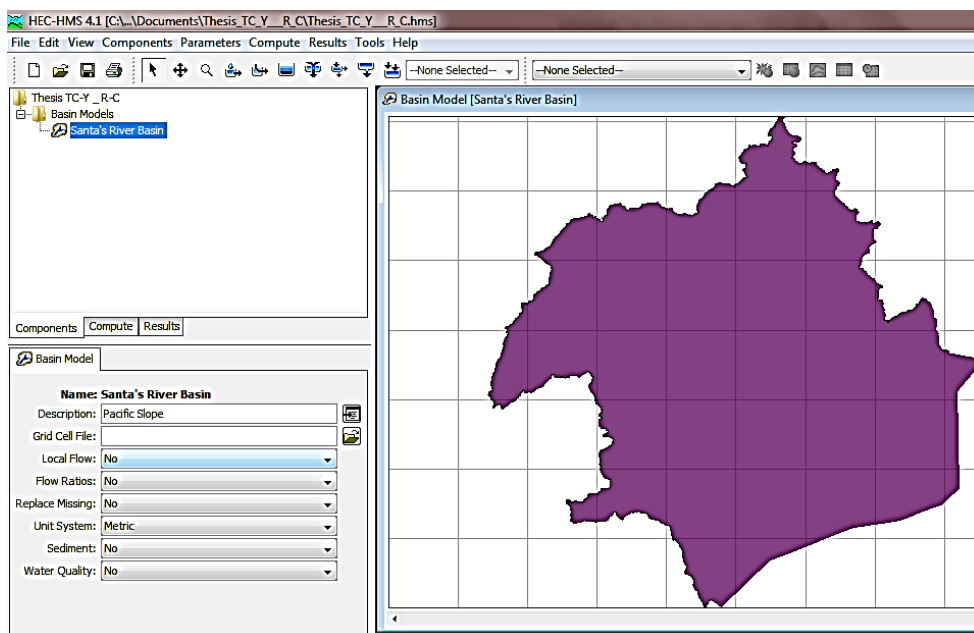 HEC-HMS 4.1 [C:\...\Documents\Thesis_TC_Y__R_C\Thesis_TC_Y__R_C.hms]
File Edit View Components Parameters Compute Results Tools Help
--None Selected-- --None Selected--
Thesis TC-Y _R-C
Basin Models
Santa's River Basin
Components Compute Results
Basin Model
Name: Santa's River Basin
Description: Pacific Slope
Grid Cell File:
Local Flow: No
Flow Ratios: No
Replace Missing: No
Unit System: Metric
Sediment: No
Water Quality: No
Basin Model [Santa's River Basin]